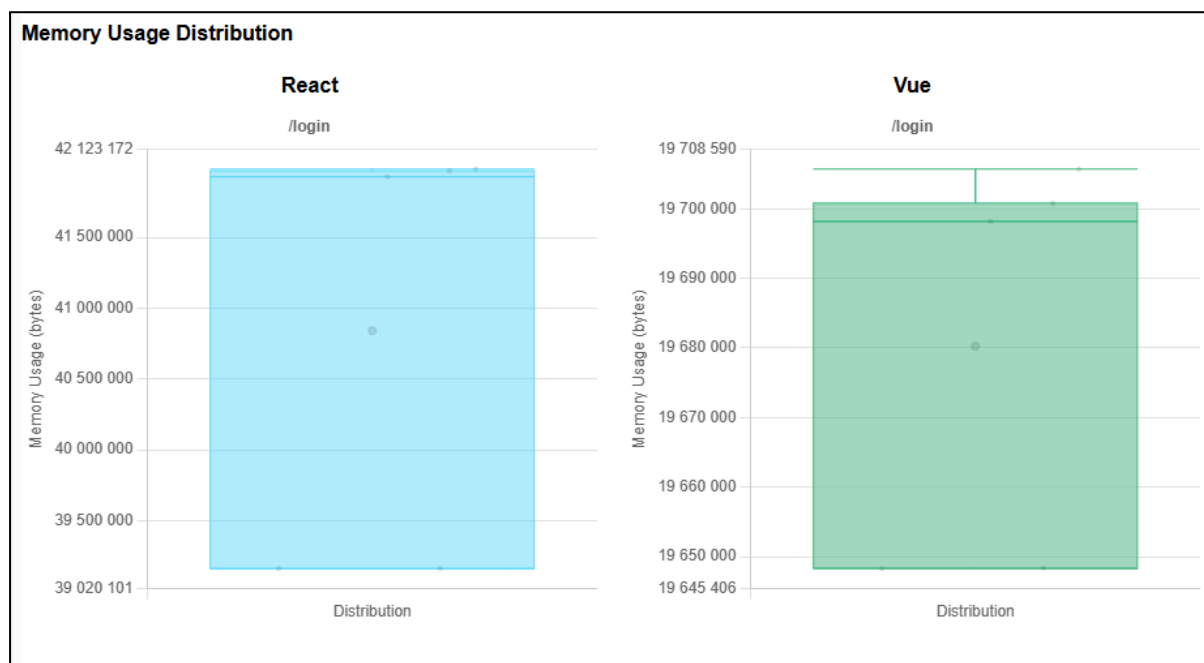 Memory Usage Distribution
React
/login
42 123 172
41 500 000
41 000 000
40 500 000
40 000 000
39 500 000
39 020 101
Memory Usage (bytes)
Distribution
Vue
/login
19 708 590
19 700 000
19 690 000
19 680 000
19 670 000
19 660 000
19 650 000
19 645 406
Memory Usage (bytes)
Distribution